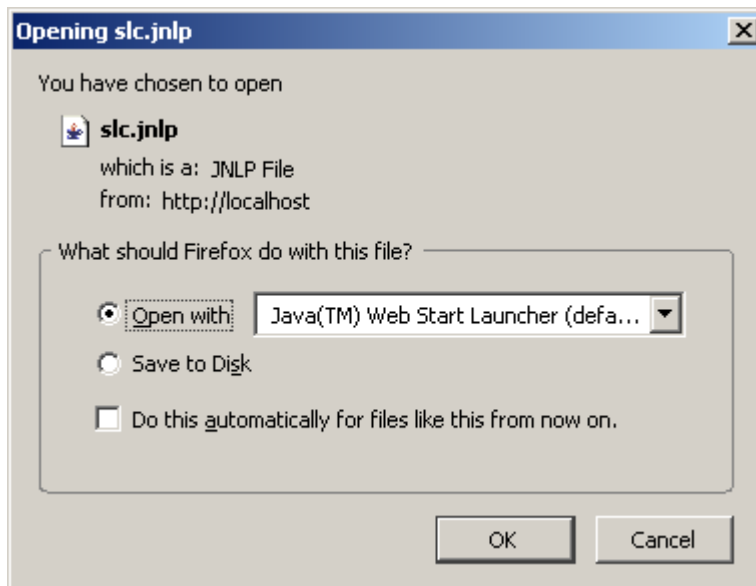 Opening slc.jnlp
You have chosen to open
slc.jnlp
which is a: JNLP File
from: http://localhost
What should Firefox do with this file?
Open with Java(TM) Web Start Launcher (defa...
Save to Disk
Do this automatically for files like this from now on.
OK Cancel